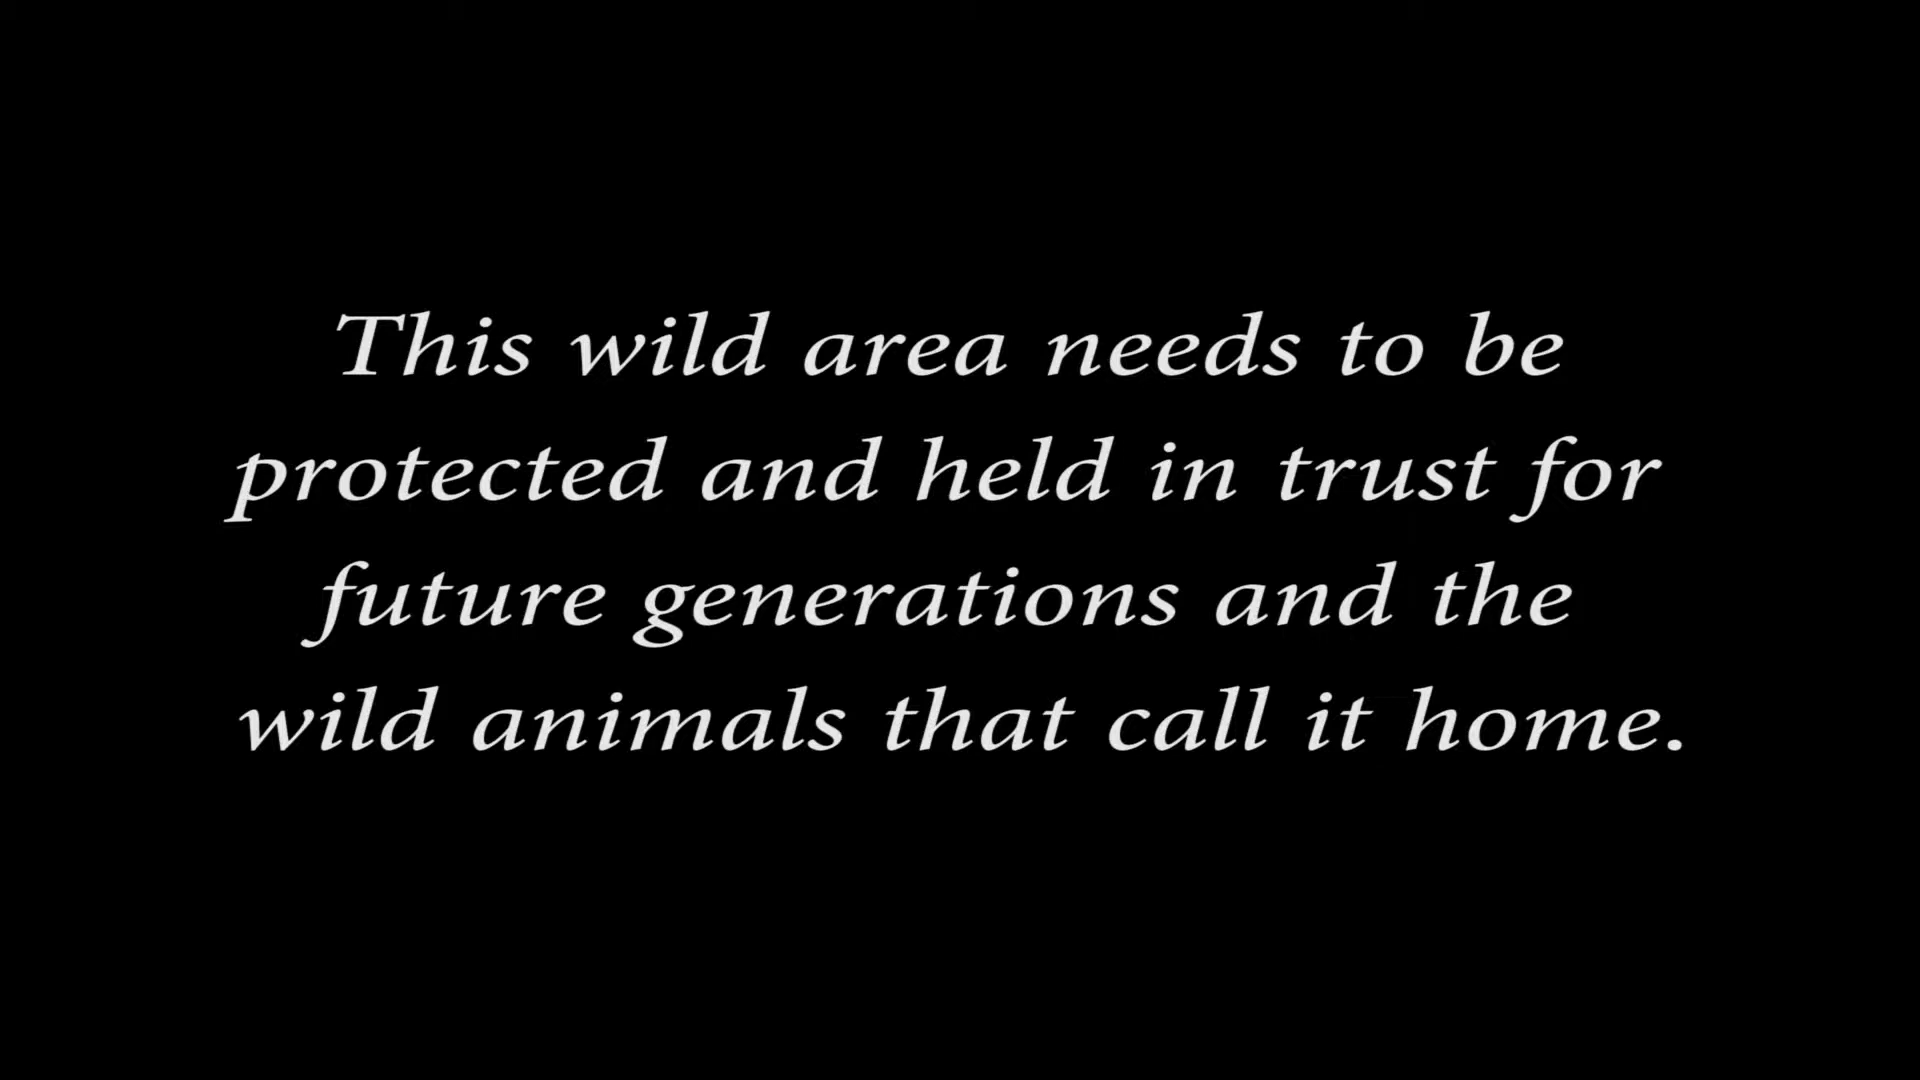 This wild area needs to be
protected and held in trust for
future generations and the
wild animals that call it home.